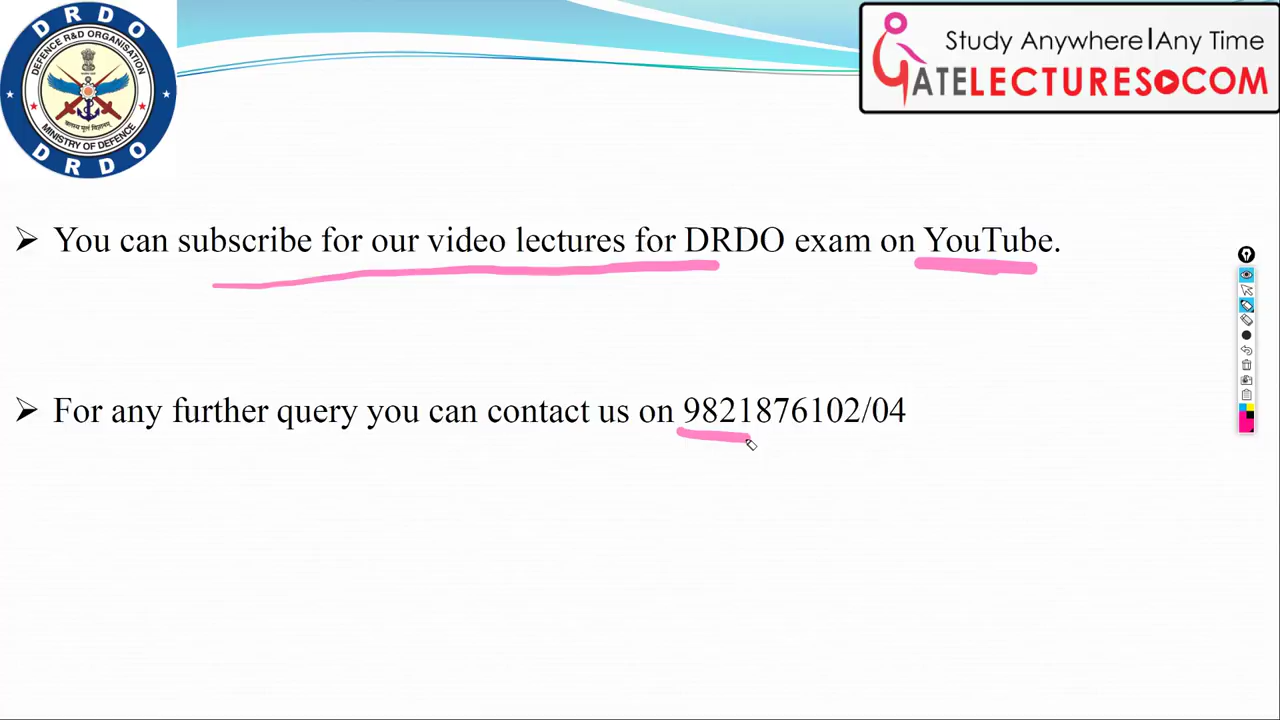 DRDO
DEFENCE R&D ORGANISATION
MINISTRY OF DEFENCE
DRDO
Study Anywhere|Any Time
GATELECTURES.COM
You can subscribe for our video lectures for DRDO exam on YouTube.
For any further query you can contact us on 9821876102/04